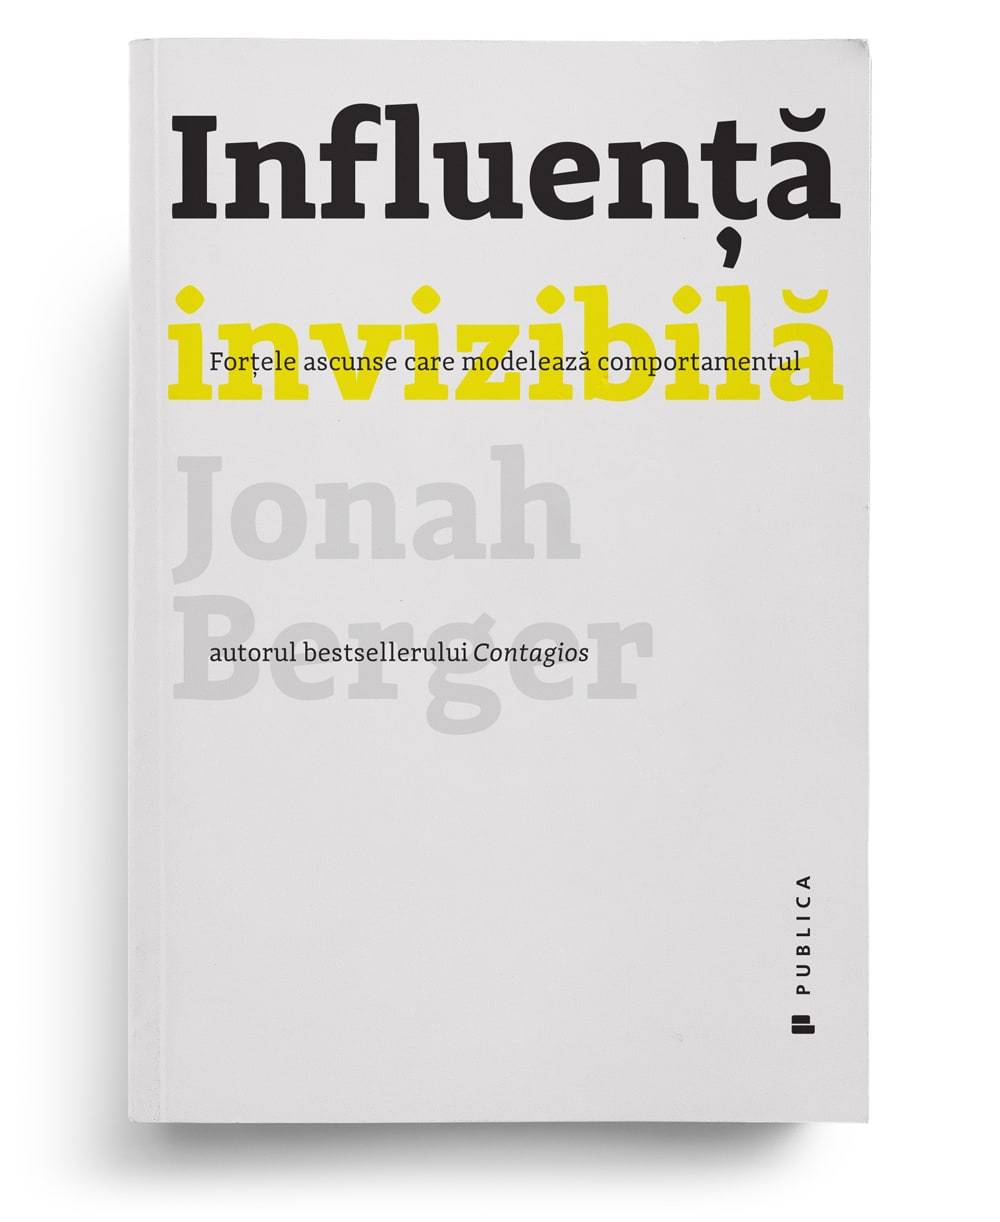 Influență
invizibilă
Forțele ascunse care modelează comportamentul
Jonah
Berger
autorul bestsellerului Contagios
PUBLICA